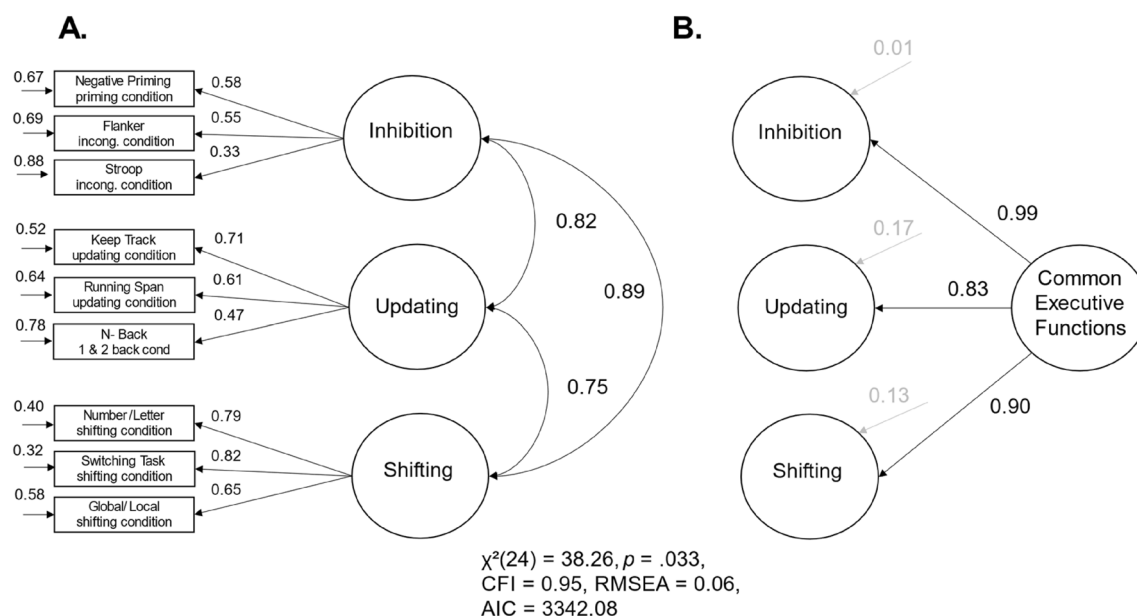 A.
0.67
Negative Priming
priming condition
0.58
0.69
Flanker
incong. condition
0.55
0.88
Stroop
incong. condition
0.33
Inhibition
0.52
Keep Track
updating condition
0.71
0.64
Running Span
updating condition
0.61
0.78
N- Back
1 & 2 back cond
0.47
Updating
0.40
Number/Letter
shifting condition
0.79
0.32
Switching Task
shifting condition
0.82
0.58
Global/Local
shifting condition
0.65
Shifting
0.82
0.89
0.75
B.
0.01
Inhibition
0.99
0.17
Updating
0.83
Common
Executive
Functions
0.13
Shifting
0.90
χ²(24) = 38.26, p = .033,
CFI = 0.95, RMSEA = 0.06,
AIC = 3342.08